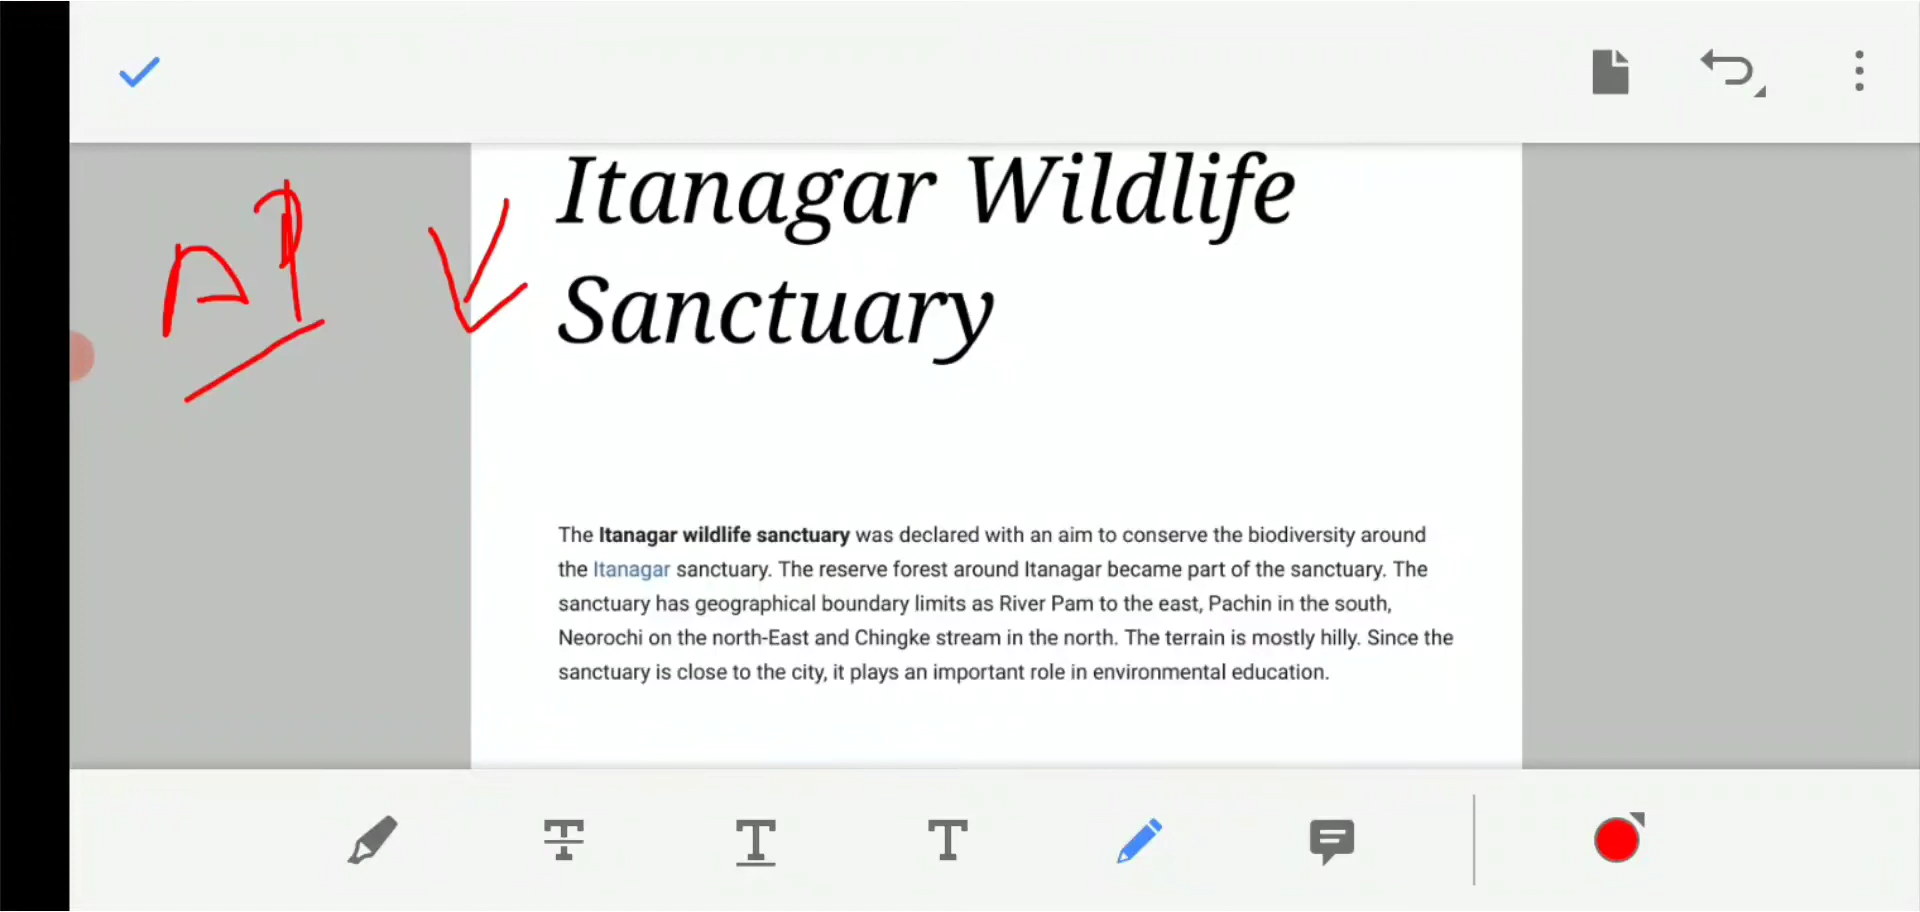 Itanagar Wildlife
Sanctuary
AP
The Itanagar wildlife sanctuary was declared with an aim to conserve the biodiversity around
the Itanagar sanctuary. The reserve forest around Itanagar became part of the sanctuary. The
sanctuary has geographical boundary limits as River Pam to the east, Pachin in the south,
Neorochi on the north-East and Chingke stream in the north. The terrain is mostly hilly. Since the
sanctuary is close to the city, it plays an important role in environmental education.